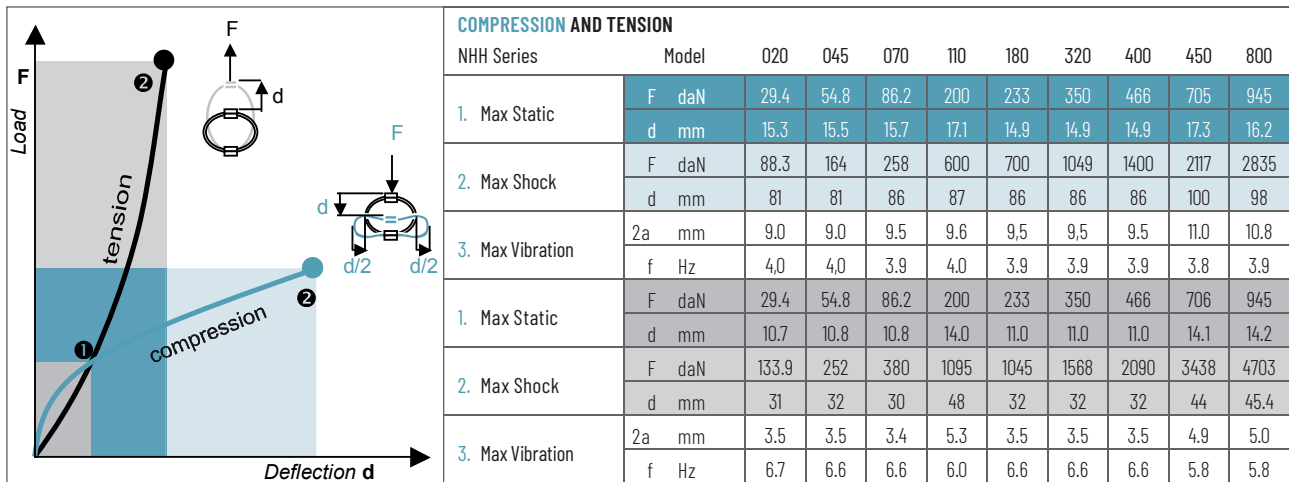 F
Load
tension
compression
❶
❷
❷
F
d
F
d
d/2
d/2
Deflection d
COMPRESSION AND TENSION
NHH Series Model 020 045 070 110 180 320 400 450 800
1. Max Static F daN 29.4 54.8 86.2 200 233 350 466 705 945
d mm 15.3 15.5 15.7 17.1 14.9 14.9 14.9 17.3 16.2
2. Max Shock F daN 88.3 164 258 600 700 1049 1400 2117 2835
d mm 81 81 86 87 86 86 86 100 98
3. Max Vibration 2a mm 9.0 9.0 9.5 9.6 9,5 9,5 9.5 11.0 10.8
f Hz 4,0 4,0 3.9 4.0 3.9 3.9 3.9 3.8 3.9
1. Max Static F daN 29.4 54.8 86.2 200 233 350 466 706 945
d mm 10.7 10.8 10.8 14.0 11.0 11.0 11.0 14.1 14.2
2. Max Shock F daN 133.9 252 380 1095 1045 1568 2090 3438 4703
d mm 31 32 30 48 32 32 32 44 45.4
3. Max Vibration 2a mm 3.5 3.5 3.4 5.3 3.5 3.5 3.5 4.9 5.0
f Hz 6.7 6.6 6.6 6.0 6.6 6.6 6.6 5.8 5.8